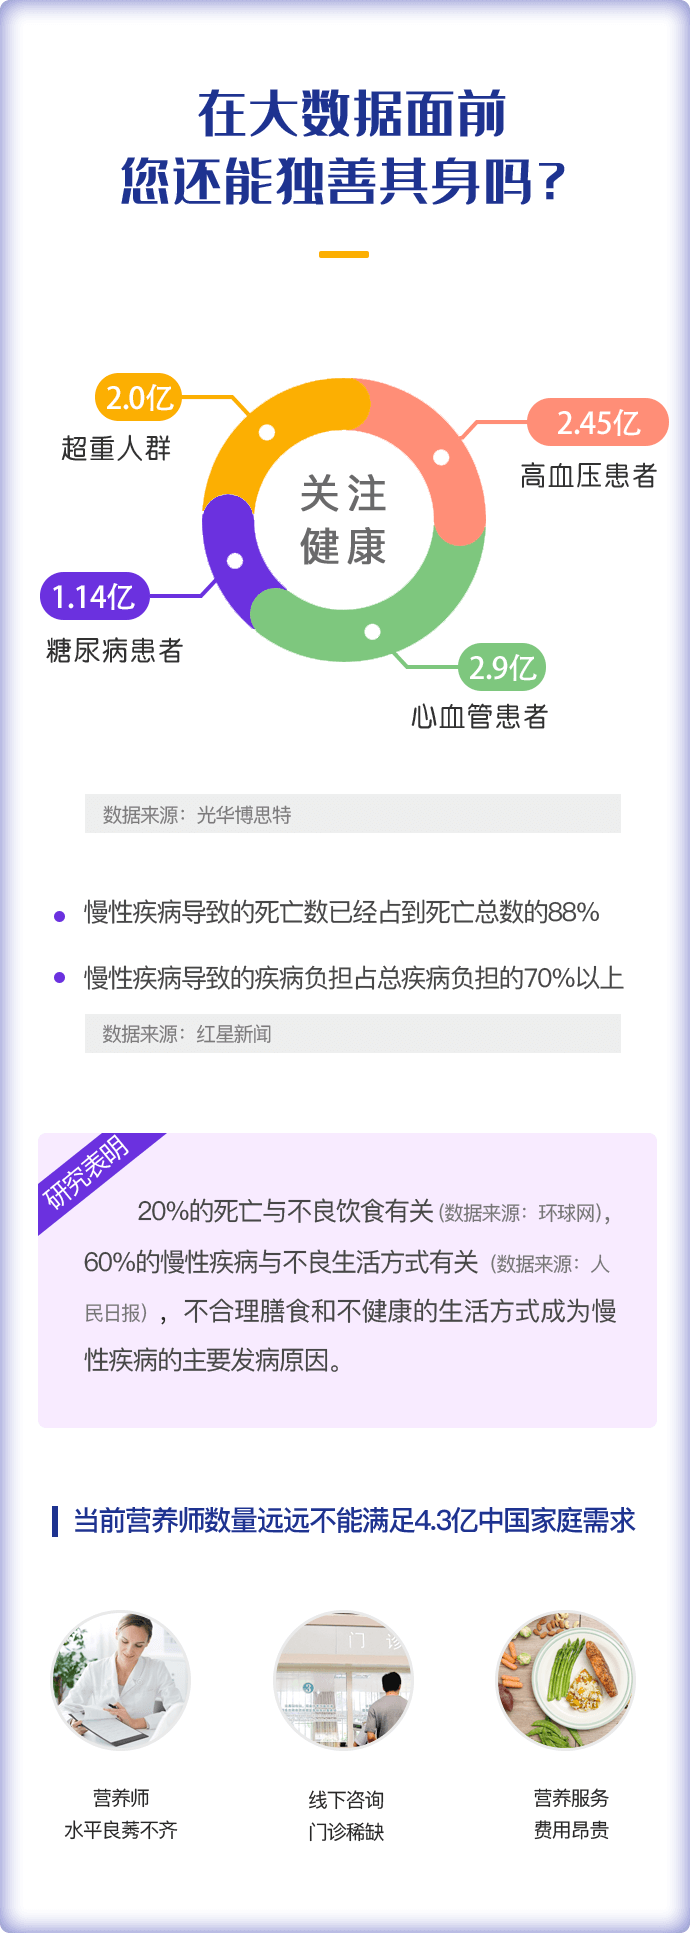 在大数据面前
您还能独善其身吗?
2.0亿
超重人群
2.45亿
高血压患者
关注
健康
1.14亿
糖尿病患者
2.9亿
心血管患者
数据来源：光华博思特
慢性疾病导致的死亡数已经占到死亡总数的88%
慢性疾病导致的疾病负担占总疾病负担的70%以上
数据来源：红星新闻
研究表明
20%的死亡与不良饮食有关(数据来源：环球网),
60%的慢性疾病与不良生活方式有关（数据来源：人
民日报），不合理膳食和不健康的生活方式成为慢
性疾病的主要发病原因。
当前营养师数量远远不能满足4.3亿中国家庭需求
门 诊
3
营养师
水平良莠不齐
线下咨询
门诊稀缺
营养服务
费用昂贵